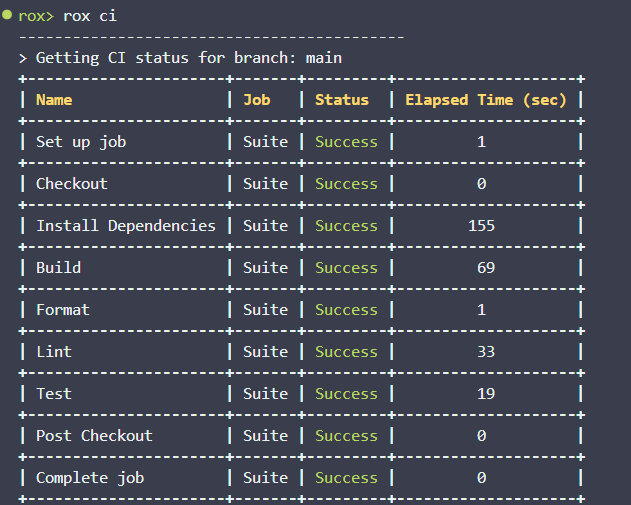 rox> rox ci
-------------------------------------------
> Getting CI status for branch: main
+----------------------+-------+---------+--------------------+
| Name | Job | Status | Elapsed Time (sec) |
+----------------------+-------+---------+--------------------+
| Set up job | Suite | Success | 1 |
+----------------------+-------+---------+--------------------+
| Checkout | Suite | Success | 0 |
+----------------------+-------+---------+--------------------+
| Install Dependencies | Suite | Success | 155 |
+----------------------+-------+---------+--------------------+
| Build | Suite | Success | 69 |
+----------------------+-------+---------+--------------------+
| Format | Suite | Success | 1 |
+----------------------+-------+---------+--------------------+
| Lint | Suite | Success | 33 |
+----------------------+-------+---------+--------------------+
| Test | Suite | Success | 19 |
+----------------------+-------+---------+--------------------+
| Post Checkout | Suite | Success | 0 |
+----------------------+-------+---------+--------------------+
| Complete job | Suite | Success | 0 |
+----------------------+-------+---------+--------------------+